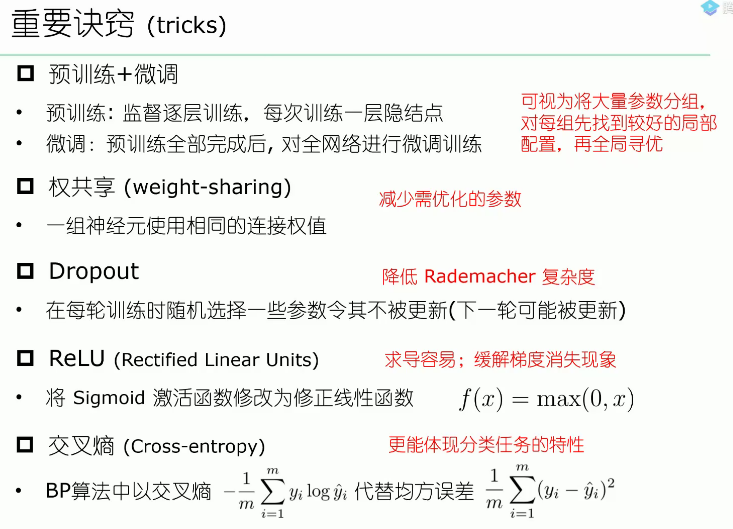 重要诀窍 (tricks)
预训练+微调
• 预训练: 监督逐层训练，每次训练一层隐结点
• 微调：预训练全部完成后, 对全网络进行微调训练
可视为将大量参数分组，
对每组先找到较好的局部
配置，再全局寻优
权共享 (weight-sharing)
减少需优化的参数
• 一组神经元使用相同的连接权值
Dropout
降低 Rademacher 复杂度
• 在每轮训练时随机选择一些参数令其不被更新(下一轮可能被更新)
ReLU (Rectified Linear Units)
求导容易；缓解梯度消失现象
• 将 Sigmoid 激活函数修改为修正线性函数 f(x) = max(0, x)
交叉熵 (Cross-entropy)
更能体现分类任务的特性
• BP算法中以交叉熵 $-\frac{1}{m}\sum_{i=1}^{m} y_i \log \hat{y}_i$ 代替均方误差 $\frac{1}{m}\sum_{i=1}^{m}(y_i - \hat{y}_i)^2$